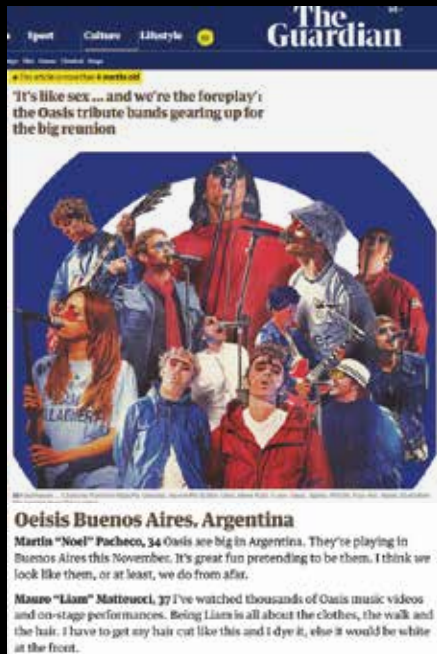 The
Guardian
Sport Culture Lifestyle
This article is more than 4 months old
'It's like sex ... and we're the foreplay':
the Oasis tribute bands gearing up for
the big reunion
Oeisis Buenos Aires, Argentina
Martin “Noel” Pacheco, 34 Oasis are big in Argentina. They're playing in
Buenos Aires this November. It's great fun pretending to be them. I think we
look like them, or at least, we do from afar.
Mauro “Liam” Matteucci, 37 I've watched thousands of Oasis music videos
and on-stage performances. Being Liam is all about the clothes, the walk and
the hair. I have to get my hair cut like this and I dye it, else it would be white
at the front.